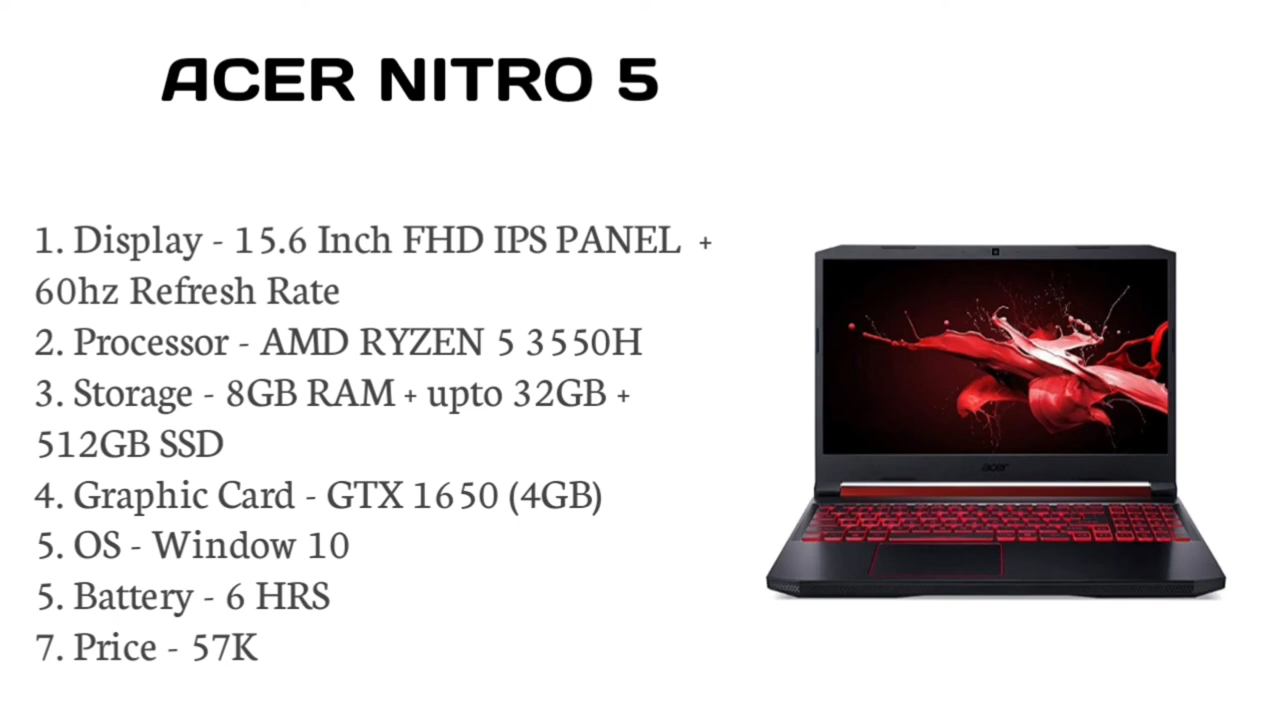 ACER NITRO 5
1. Display - 15.6 Inch FHD IPS PANEL +
60hz Refresh Rate
2. Processor - AMD RYZEN 5 3550H
3. Storage - 8GB RAM + upto 32GB +
512GB SSD
4. Graphic Card - GTX 1650 (4GB)
5. OS - Window 10
5. Battery - 6 HRS
7. Price - 57K
acer